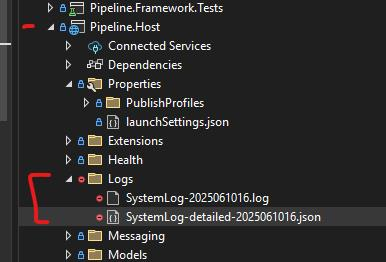 Pipeline.Framework.Tests
Pipeline.Host
Connected Services
Dependencies
Properties
PublishProfiles
launchSettings.json
Extensions
Health
Logs
SystemLog-2025061016.log
SystemLog-detailed-2025061016.json
Messaging
Models